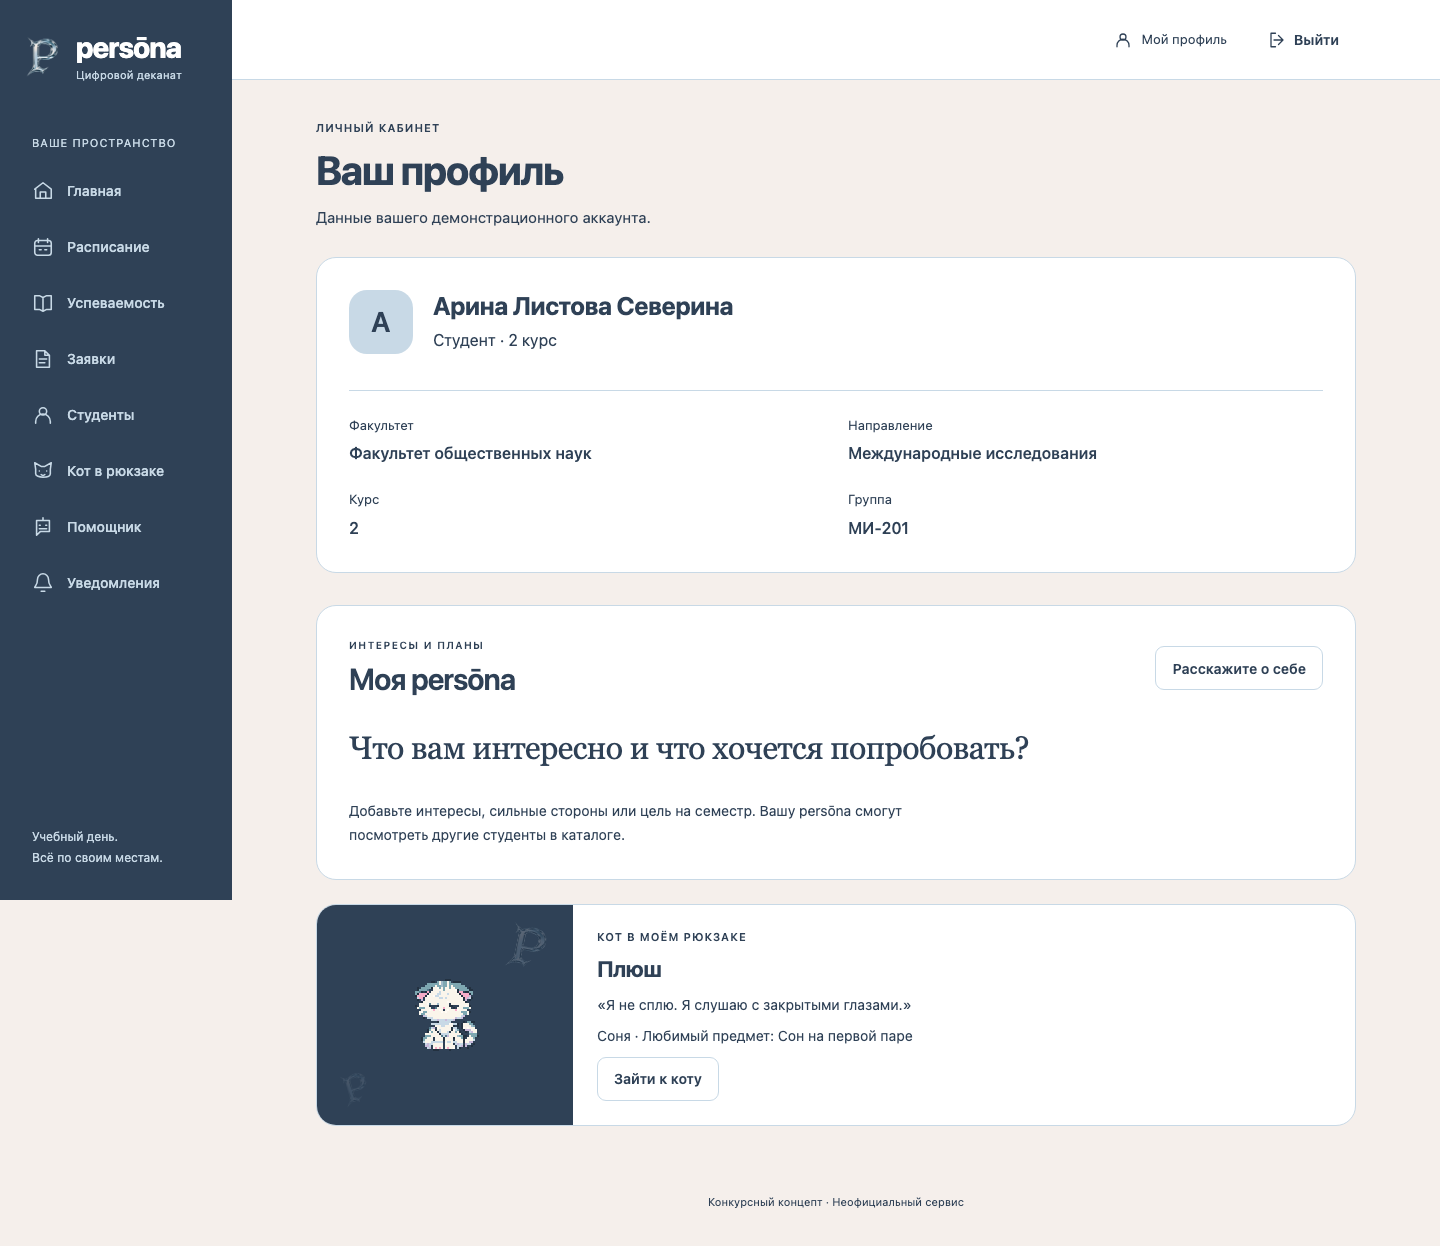 persōna
Цифровой деканат
ВАШЕ ПРОСТРАНСТВО
Главная
Расписание
Успеваемость
Заявки
Студенты
Кот в рюкзаке
Помощник
Уведомления
Учебный день.
Всё по своим местам.
Мой профиль
Выйти
ЛИЧНЫЙ КАБИНЕТ
Ваш профиль
Данные вашего демонстрационного аккаунта.
А
Арина Листова Северина
Студент · 2 курс
Факультет
Факультет общественных наук
Направление
Международные исследования
Курс
2
Группа
МИ-201
ИНТЕРЕСЫ И ПЛАНЫ
Моя persōna
Расскажите о себе
Что вам интересно и что хочется попробовать?
Добавьте интересы, сильные стороны или цель на семестр. Вашу persōna смогут
посмотреть другие студенты в каталоге.
P
P
КОТ В МОЁМ РЮКЗАКЕ
Плюш
«Я не сплю. Я слушаю с закрытыми глазами.»
Соня · Любимый предмет: Сон на первой паре
Зайти к коту
Конкурсный концепт · Неофициальный сервис